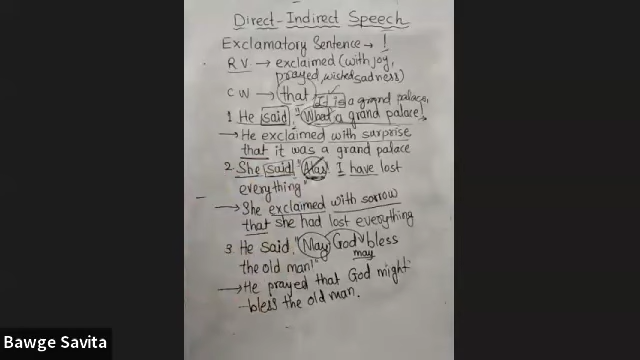 Direct-Indirect Speech
Exclamatory Sentence → !
RV → exclaimed (with joy,
prayed, wished sadness)
CW → that
It is a grand palace.
1. He said, "What a grand palace!"
→ He exclaimed with surprise
that it was a grand palace
2. She said "Alas! I have lost
everything"
→ She exclaimed with sorrow
that she had lost everything
3. He said, "May God bless
may
the old man!"
→ He prayed that God might
bless the old man.
Bawge Savita